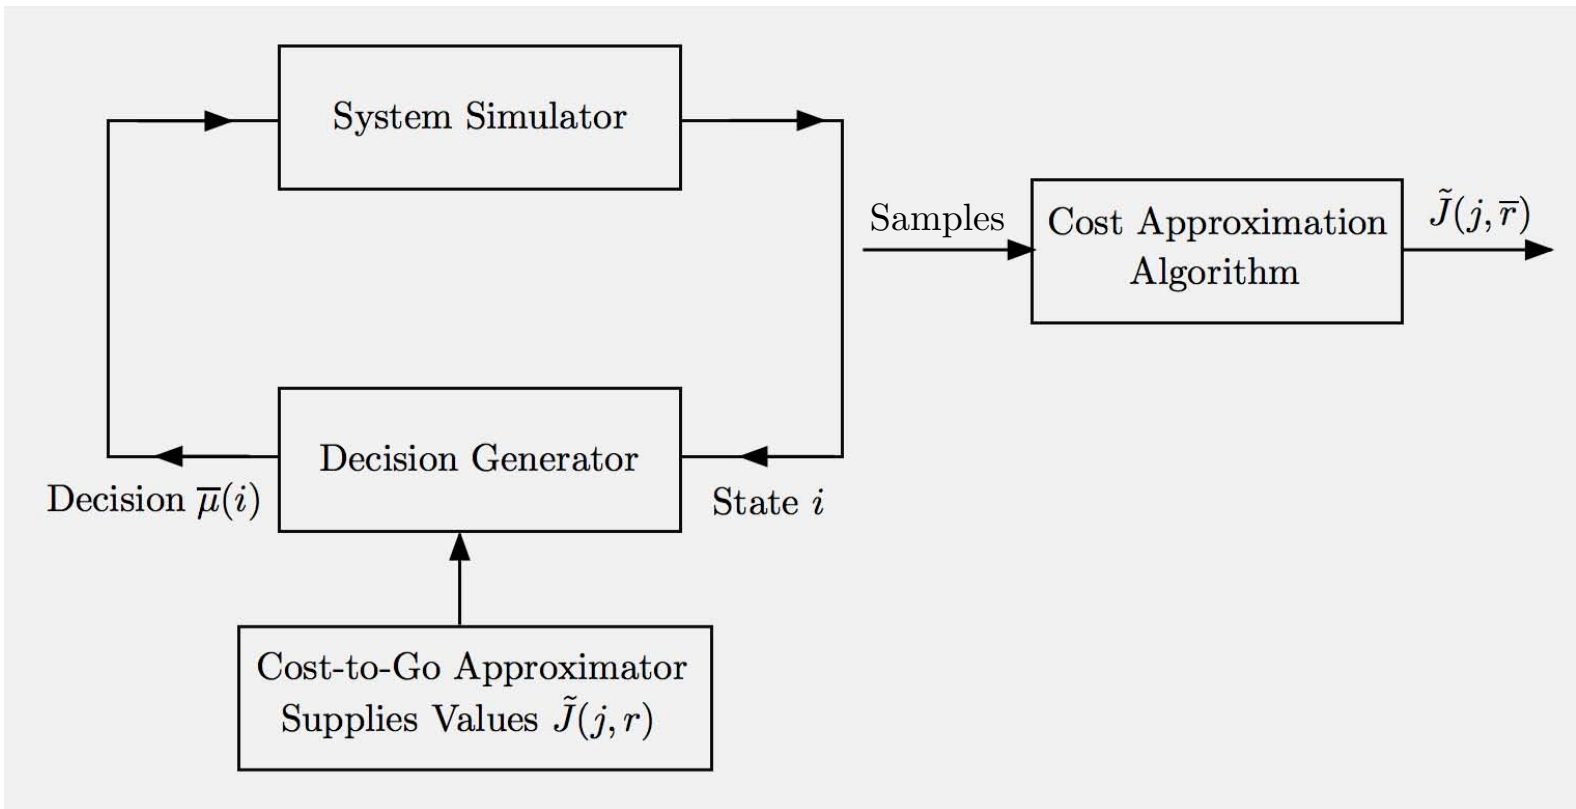 System Simulator
Samples
Cost Approximation
Algorithm
J̃(j, r̅)
Decision Generator
Decision μ̅(i)
State i
Cost-to-Go Approximator
Supplies Values J̃(j, r)